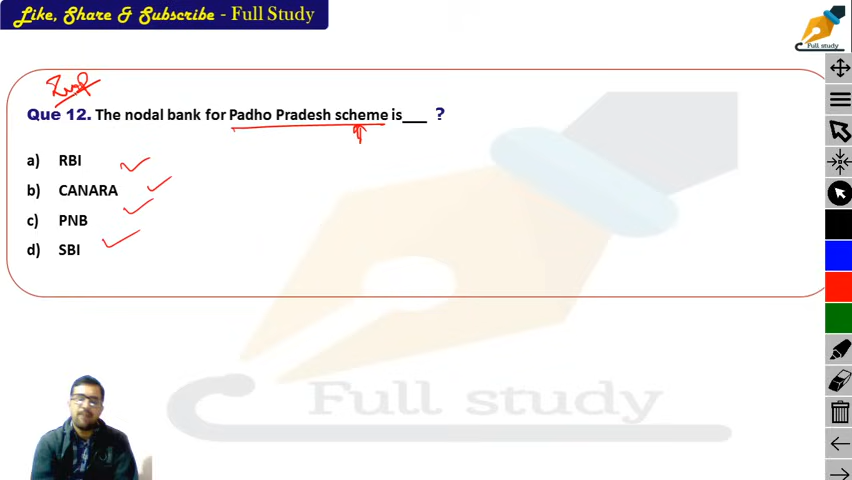 Like, Share & Subscribe - Full Study
Full study
Imp
Que 12. The nodal bank for Padho Pradesh scheme is___ ?
a) RBI
b) CANARA
c) PNB
d) SBI
Full study